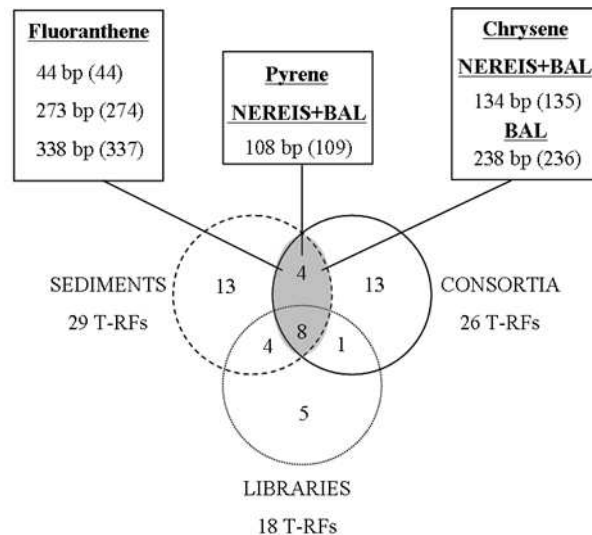 Fluoranthene
44 bp (44)
273 bp (274)
338 bp (337)
Pyrene
NEREIS+BAL
108 bp (109)
Chrysene
NEREIS+BAL
134 bp (135)
BAL
238 bp (236)
SEDIMENTS
29 T-RFs
13
4
13
CONSORTIA
26 T-RFs
4
8
1
5
LIBRARIES
18 T-RFs